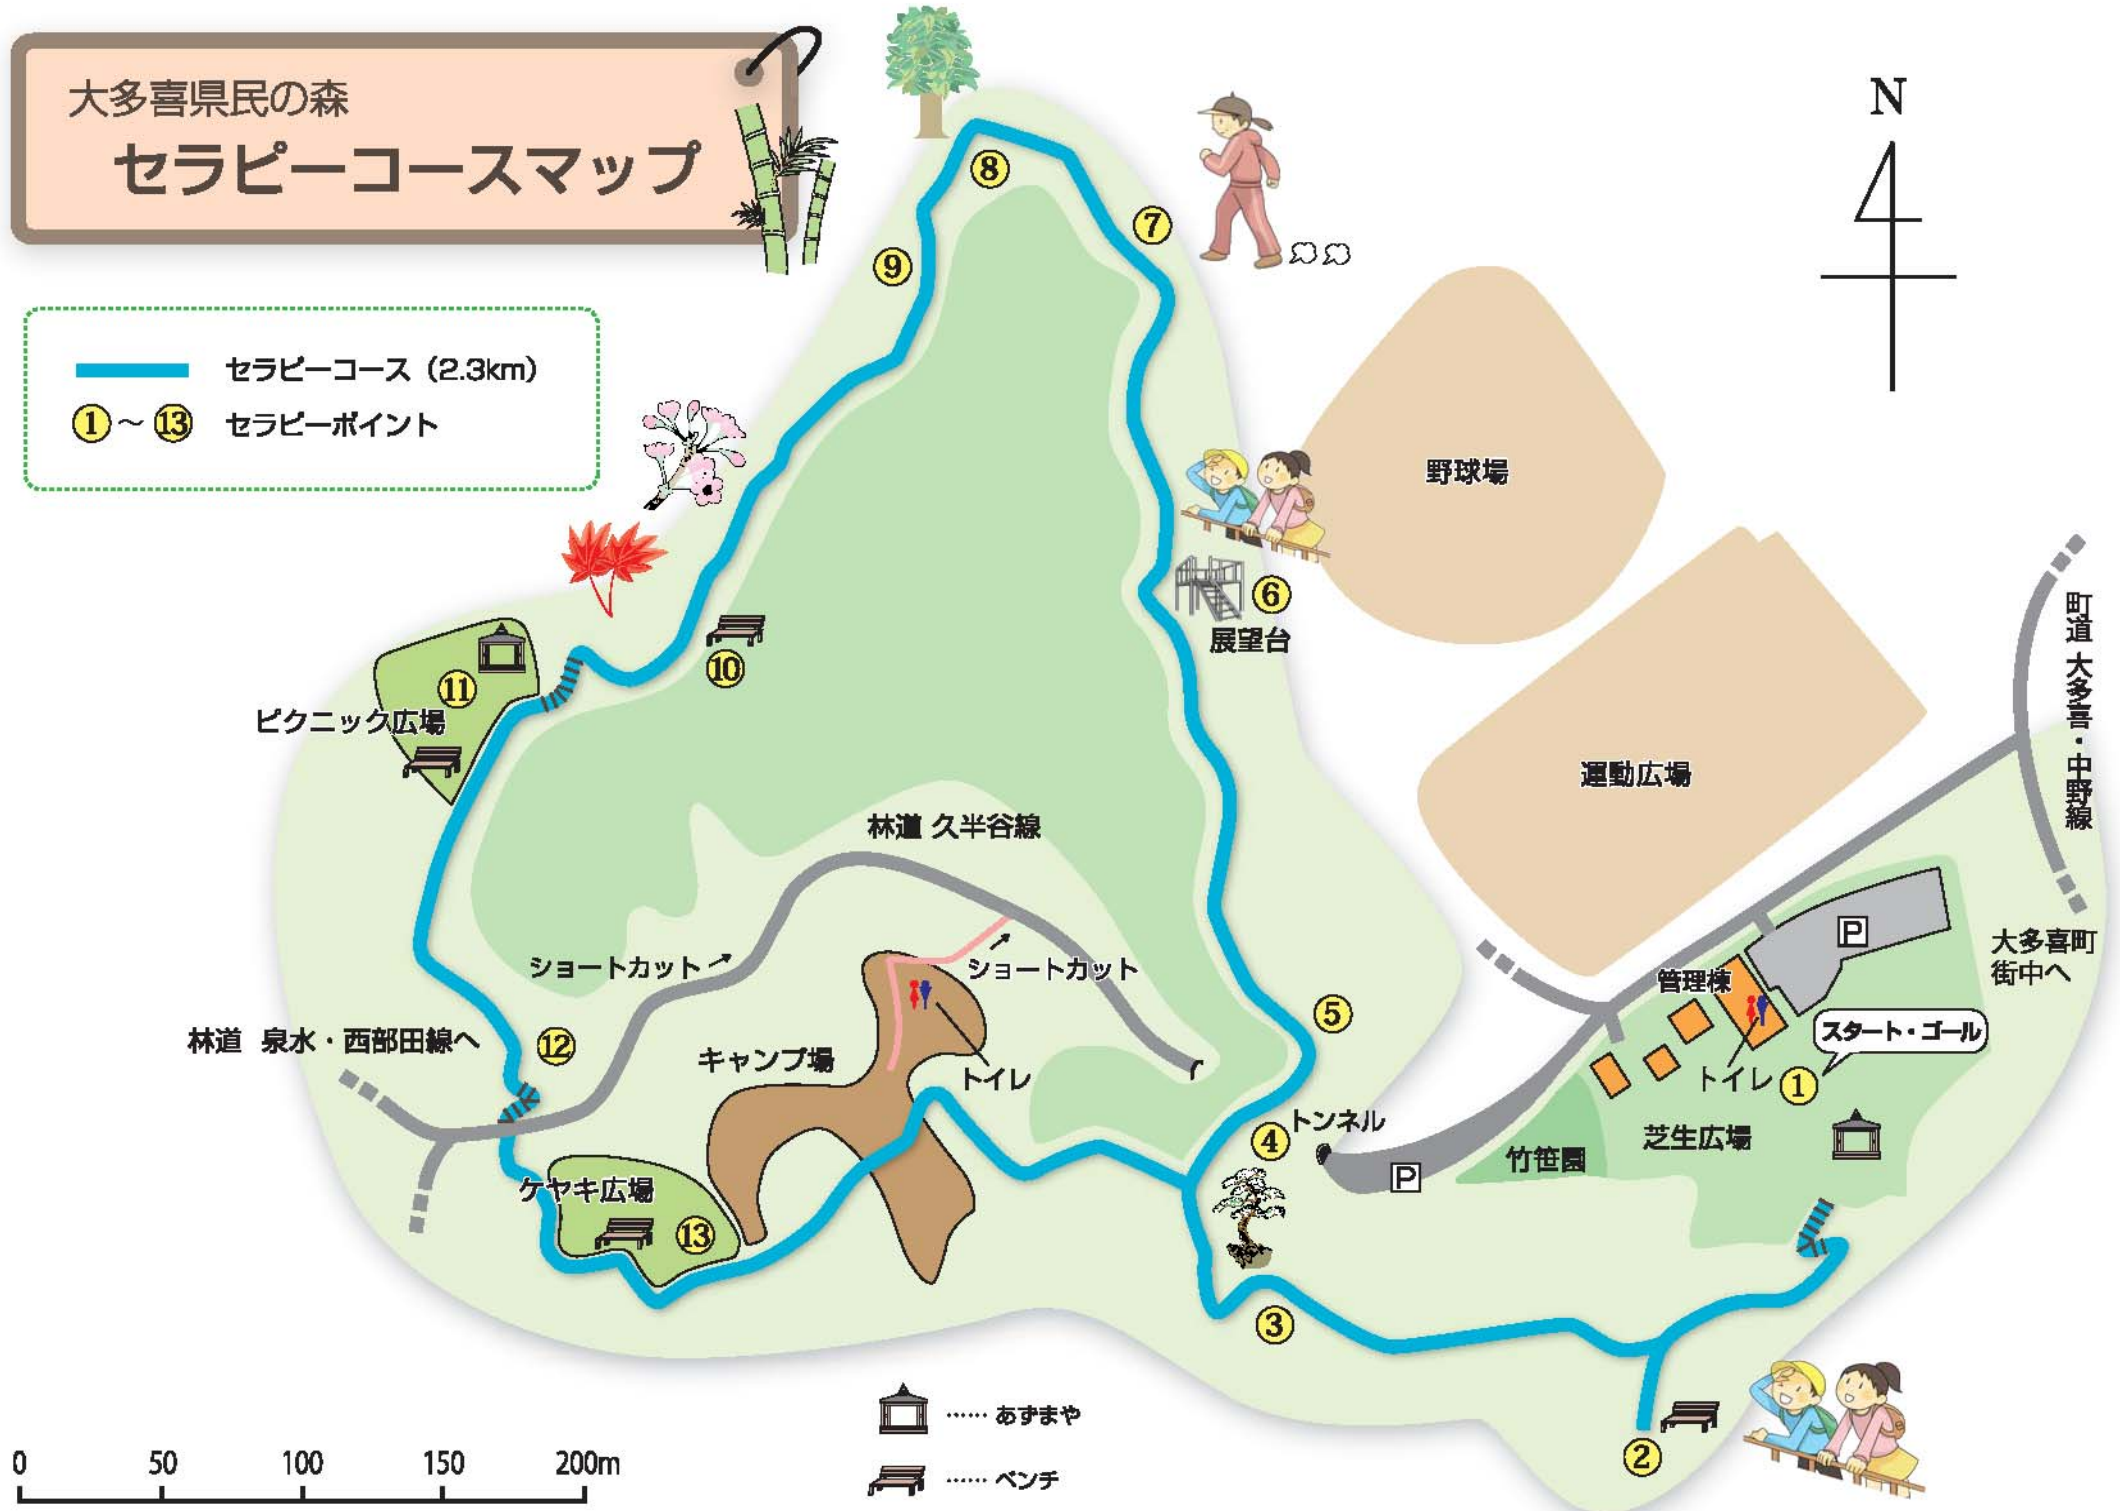 大多喜県民の森
セラピーコースマップ
N
セラピーコース（2.3km）
①～⑬ セラピーポイント
⑧
⑦
⑨
野球場
⑥
展望台
⑩
⑪
ピクニック広場
運動広場
町道 大多喜・中野線
林道 久半谷線
ショートカット→
ショートカット
→
P
大多喜町
街中へ
管理棟
スタート・ゴール
トイレ
①
⑤
林道 泉水・西部田線へ
⑫
キャンプ場
トイレ
④
トンネル
芝生広場
竹笹園
P
ケヤキ広場
⑬
③
②
…… あずまや
…… ベンチ
0 50 100 150 200m